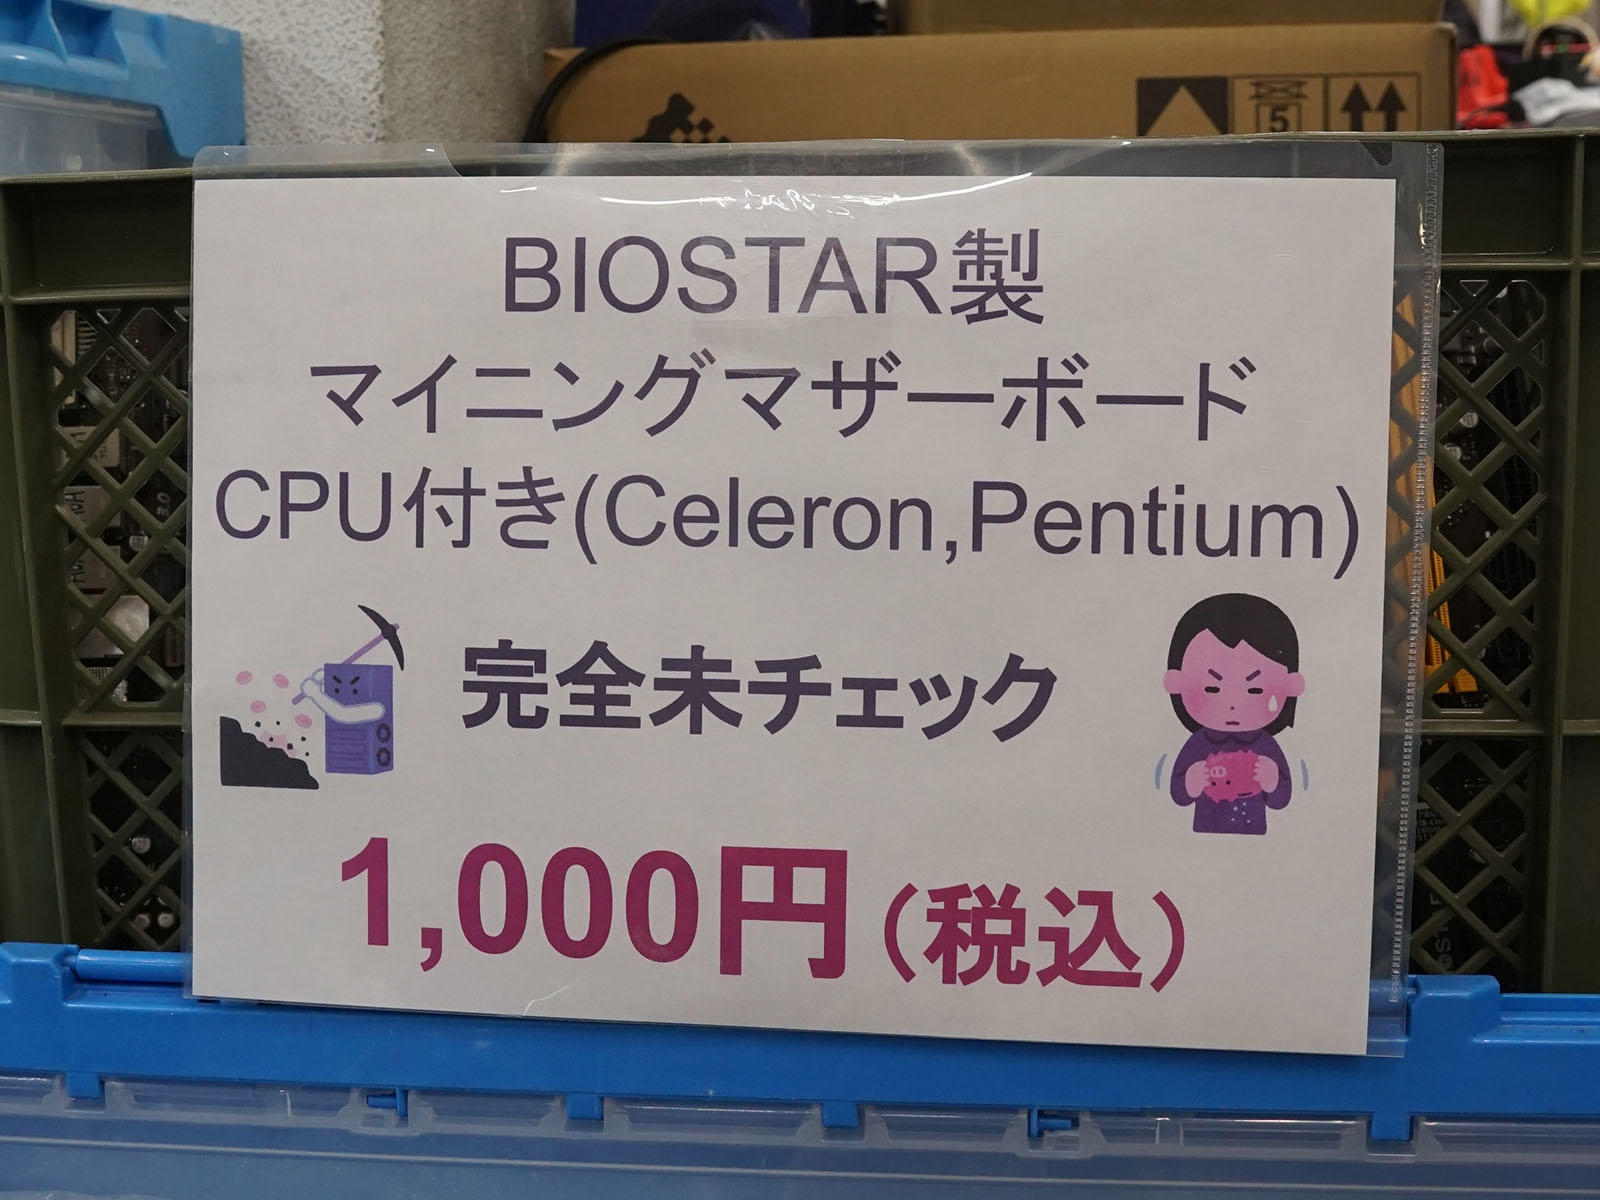 5
BIOSTAR製
マイニングマザーボード
CPU付き(Celeron,Pentium)
完全未チェック
1,000円(税込)